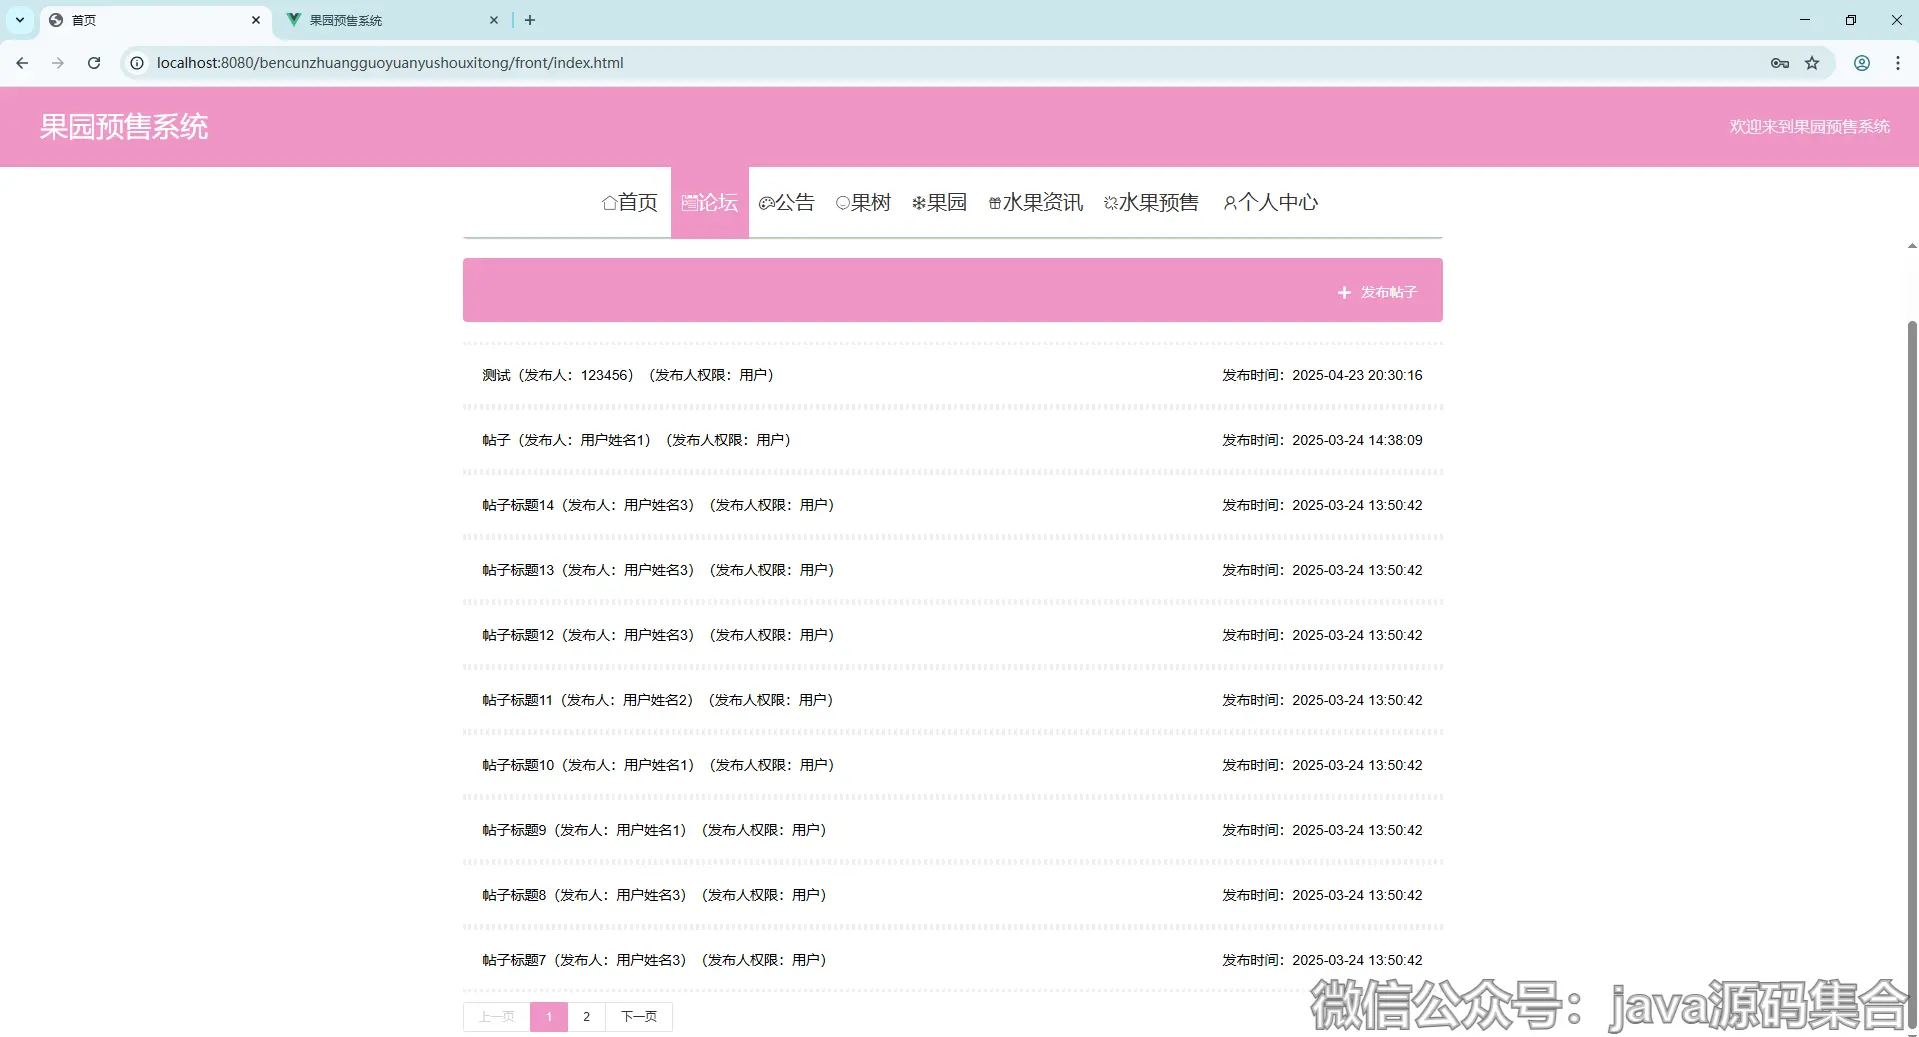 首页
果园预售系统
localhost:8080/bencunzhuangguoyuanyushouxitong/front/index.html
果园预售系统
欢迎来到果园预售系统
首页 论坛 公告 果树 果园 水果资讯 水果预售 个人中心
发布帖子
测试（发布人：123456）（发布人权限：用户） 发布时间：2025-04-23 20:30:16
帖子（发布人：用户姓名1）（发布人权限：用户） 发布时间：2025-03-24 14:38:09
帖子标题14（发布人：用户姓名3）（发布人权限：用户） 发布时间：2025-03-24 13:50:42
帖子标题13（发布人：用户姓名3）（发布人权限：用户） 发布时间：2025-03-24 13:50:42
帖子标题12（发布人：用户姓名3）（发布人权限：用户） 发布时间：2025-03-24 13:50:42
帖子标题11（发布人：用户姓名2）（发布人权限：用户） 发布时间：2025-03-24 13:50:42
帖子标题10（发布人：用户姓名1）（发布人权限：用户） 发布时间：2025-03-24 13:50:42
帖子标题9（发布人：用户姓名1）（发布人权限：用户） 发布时间：2025-03-24 13:50:42
帖子标题8（发布人：用户姓名3）（发布人权限：用户） 发布时间：2025-03-24 13:50:42
帖子标题7（发布人：用户姓名3）（发布人权限：用户） 发布时间：2025-03-24 13:50:42
上一页 1 2 下一页
微信公众号：java源码集合